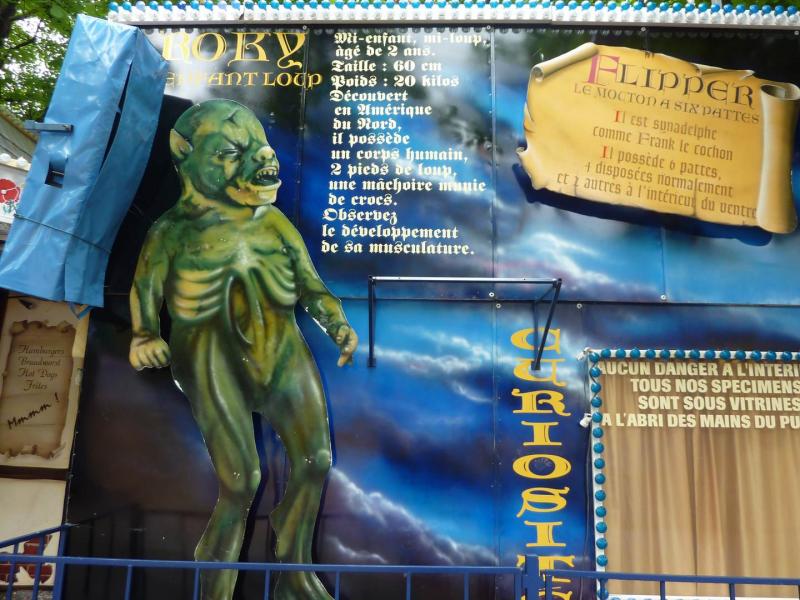 ROKY
ENFANT LOUP
Mi-enfant, mi-loup,
àgé de 2 ans.
Taille : 60 cm
Poids : 20 kilos
Découvert
en Amérique
du Nord,
il possède
un corps humain,
2 pieds de loup,
une mâchoire munie
de crocs.
Observez
le développement
de sa musculature.
FLIPPER
LE MOUTON A SIX PATTES
Il est synadelphe
comme Frank le cochon
Il possède 6 pattes,
4 disposées normalement
et 2 autres à l'intérieur du ventre
CURIOSITE
AUCUN DANGER A L'INTERI
TOUS NOS SPECIMENS
SONT SOUS VITRINES
A L'ABRI DES MAINS DU PU
Hamburgers
Hot Dogs
Frites
Mmmm !